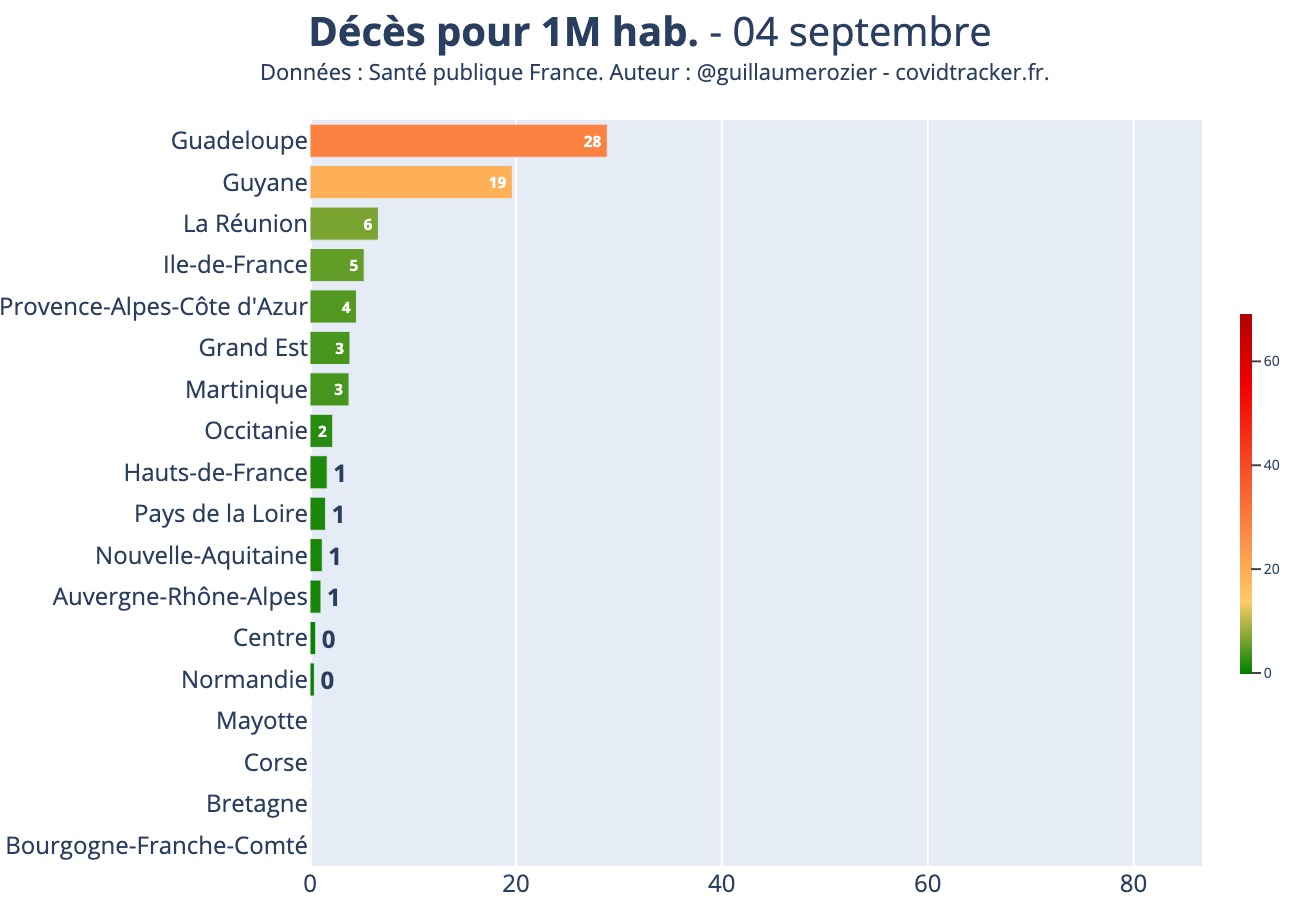 Décès pour 1M hab. - 04 septembre
Données : Santé publique France. Auteur : @guillaumerozier - covidtracker.fr.
Guadeloupe 28
Guyane 19
La Réunion 6
Ile-de-France 5
Provence-Alpes-Côte d'Azur 4
Grand Est 3
Martinique 3
Occitanie 2
Hauts-de-France 1
Pays de la Loire 1
Nouvelle-Aquitaine 1
Auvergne-Rhône-Alpes 1
Centre 0
Normandie 0
Mayotte
Corse
Bretagne
Bourgogne-Franche-Comté
0 20 40 60 80
60
40
20
0